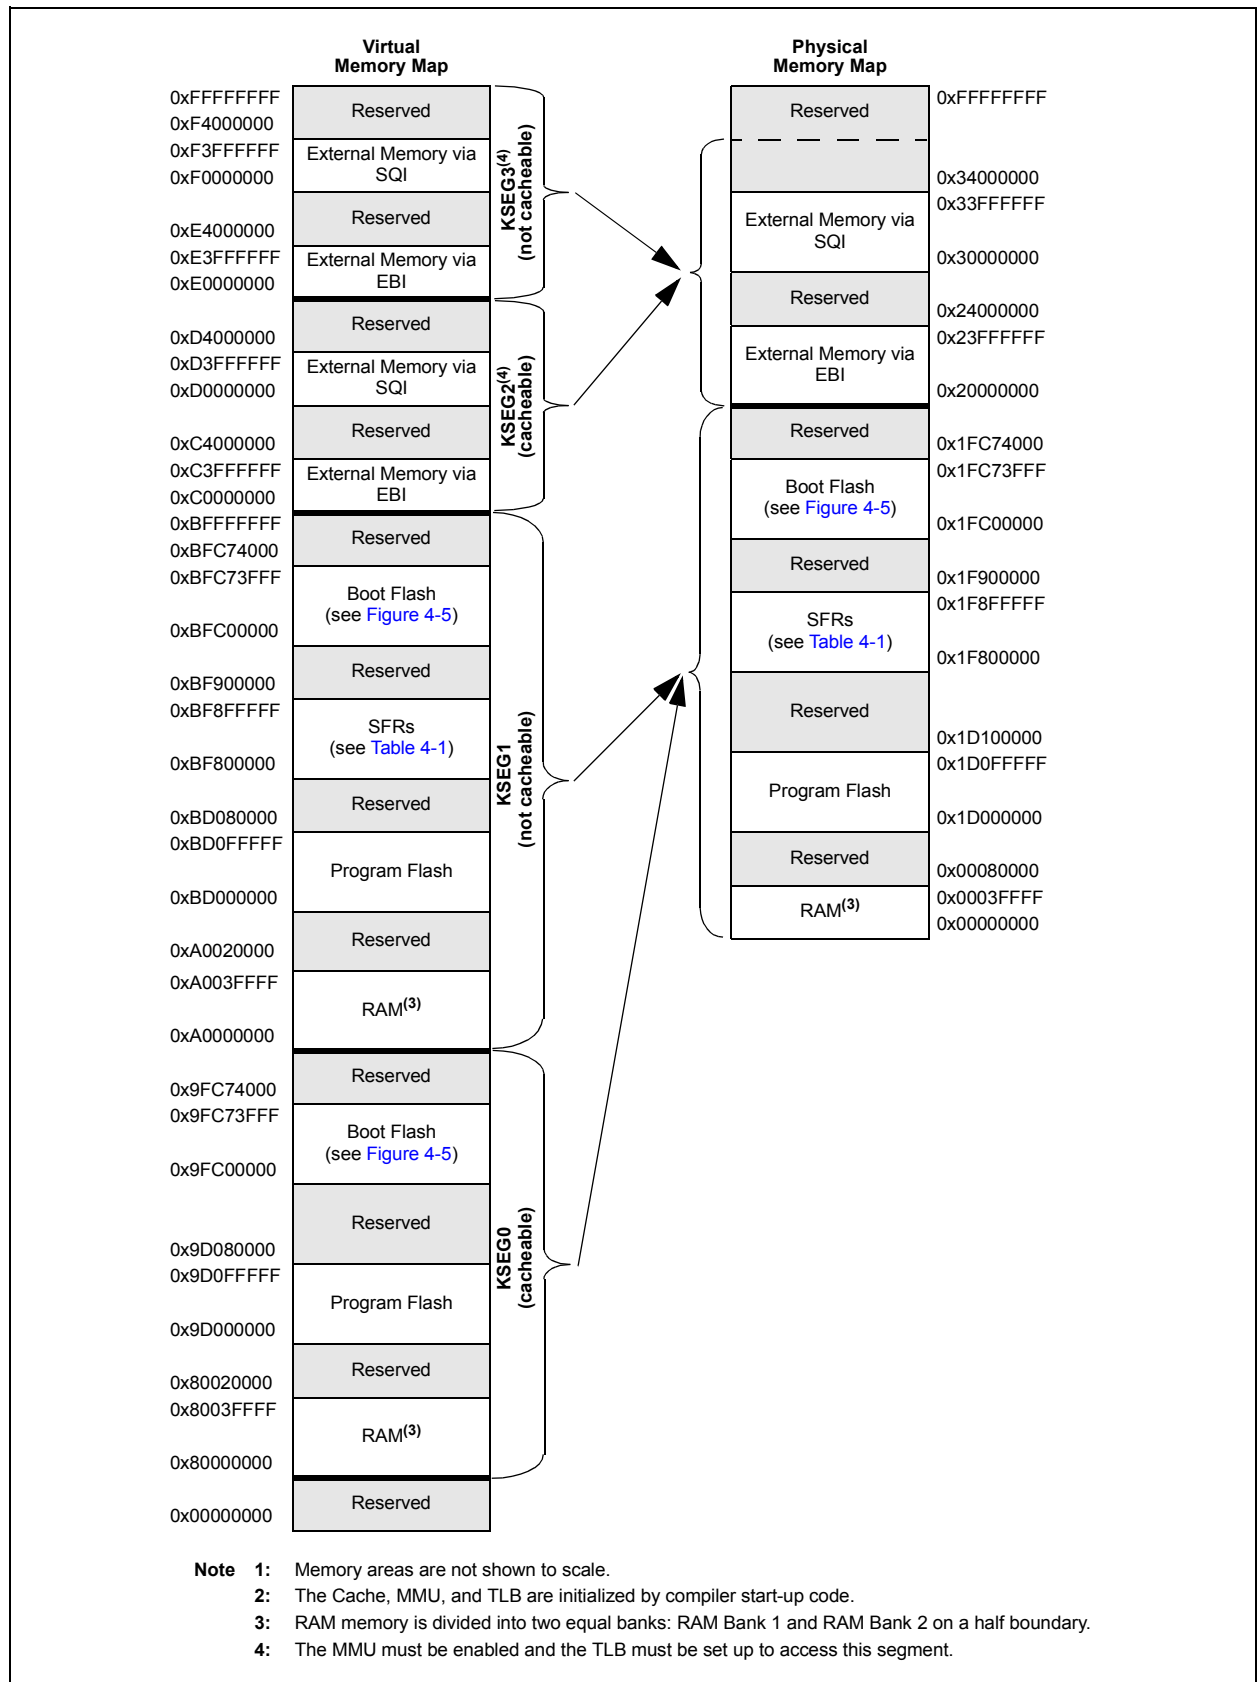 Virtual
Memory Map
0xFFFFFFFF
Reserved
0xF4000000
0xF3FFFFFF
External Memory via
SQI
0xF0000000
Reserved
0xE4000000
0xE3FFFFFF
External Memory via
EBI
0xE0000000
KSEG3(4)
(not cacheable)
Reserved
0xD4000000
0xD3FFFFFF
External Memory via
SQI
0xD0000000
Reserved
0xC4000000
0xC3FFFFFF
External Memory via
EBI
0xC0000000
KSEG2(4)
(cacheable)
0xBFFFFFFF
Reserved
0xBFC74000
0xBFC73FFF
Boot Flash
(see Figure 4-5)
0xBFC00000
Reserved
0xBF900000
0xBF8FFFFF
SFRs
(see Table 4-1)
0xBF800000
Reserved
0xBD080000
0xBD0FFFFF
Program Flash
0xBD000000
Reserved
0xA0020000
0xA003FFFF
RAM(3)
0xA0000000
KSEG1
(not cacheable)
Reserved
0x9FC74000
0x9FC73FFF
Boot Flash
(see Figure 4-5)
0x9FC00000
Reserved
0x9D080000
0x9D0FFFFF
Program Flash
0x9D000000
Reserved
0x80020000
0x8003FFFF
RAM(3)
0x80000000
KSEG0
(cacheable)
Reserved
0x00000000
Physical
Memory Map
Reserved
0xFFFFFFFF
0x34000000
0x33FFFFFF
External Memory via
SQI
0x30000000
Reserved
0x24000000
0x23FFFFFF
External Memory via
EBI
0x20000000
Reserved
0x1FC74000
0x1FC73FFF
Boot Flash
(see Figure 4-5)
0x1FC00000
Reserved
0x1F900000
0x1F8FFFFF
SFRs
(see Table 4-1)
0x1F800000
Reserved
0x1D100000
0x1D0FFFFF
Program Flash
0x1D000000
Reserved
0x00080000
0x0003FFFF
RAM(3)
0x00000000
Note 1: Memory areas are not shown to scale.
2: The Cache, MMU, and TLB are initialized by compiler start-up code.
3: RAM memory is divided into two equal banks: RAM Bank 1 and RAM Bank 2 on a half boundary.
4: The MMU must be enabled and the TLB must be set up to access this segment.